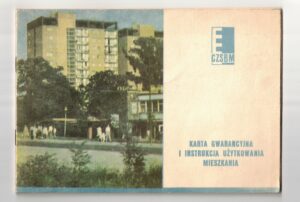 CZSBM
KARTA GWARANCYJNA
I INSTRUKCJA UŻYTKOWANIA
MIESZKANIA